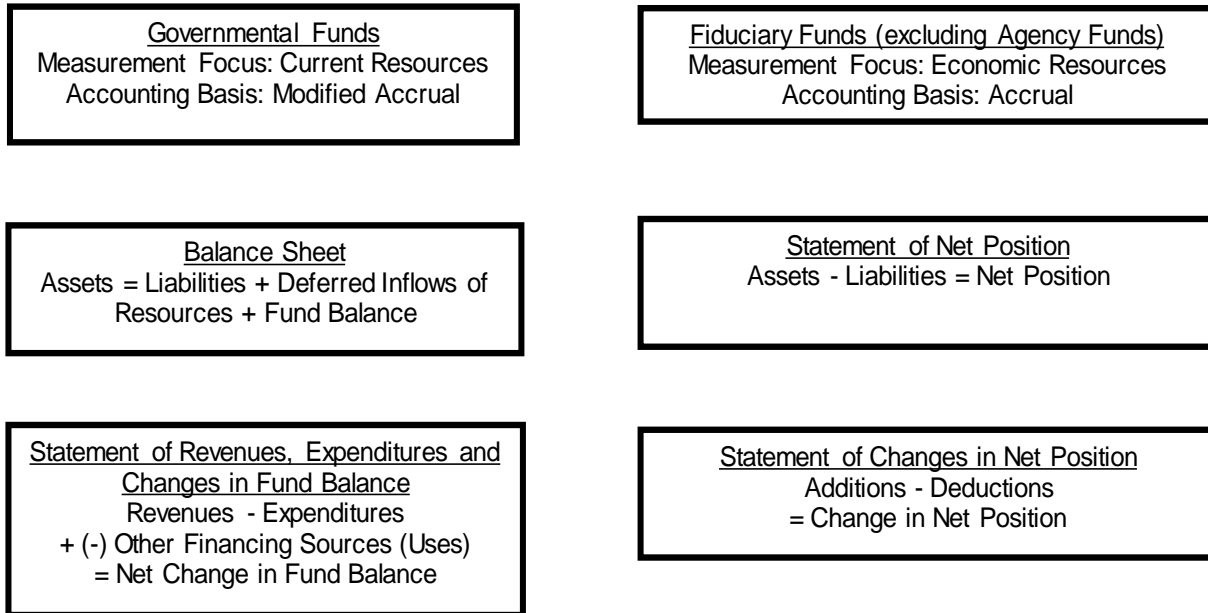 Governmental Funds
Measurement Focus: Current Resources
Accounting Basis: Modified Accrual
Fiduciary Funds (excluding Agency Funds)
Measurement Focus: Economic Resources
Accounting Basis: Accrual
Balance Sheet
Assets = Liabilities + Deferred Inflows of
Resources + Fund Balance
Statement of Net Position
Assets - Liabilities = Net Position
Statement of Revenues, Expenditures and
Changes in Fund Balance
Revenues - Expenditures
+ (-) Other Financing Sources (Uses)
= Net Change in Fund Balance
Statement of Changes in Net Position
Additions - Deductions
= Change in Net Position